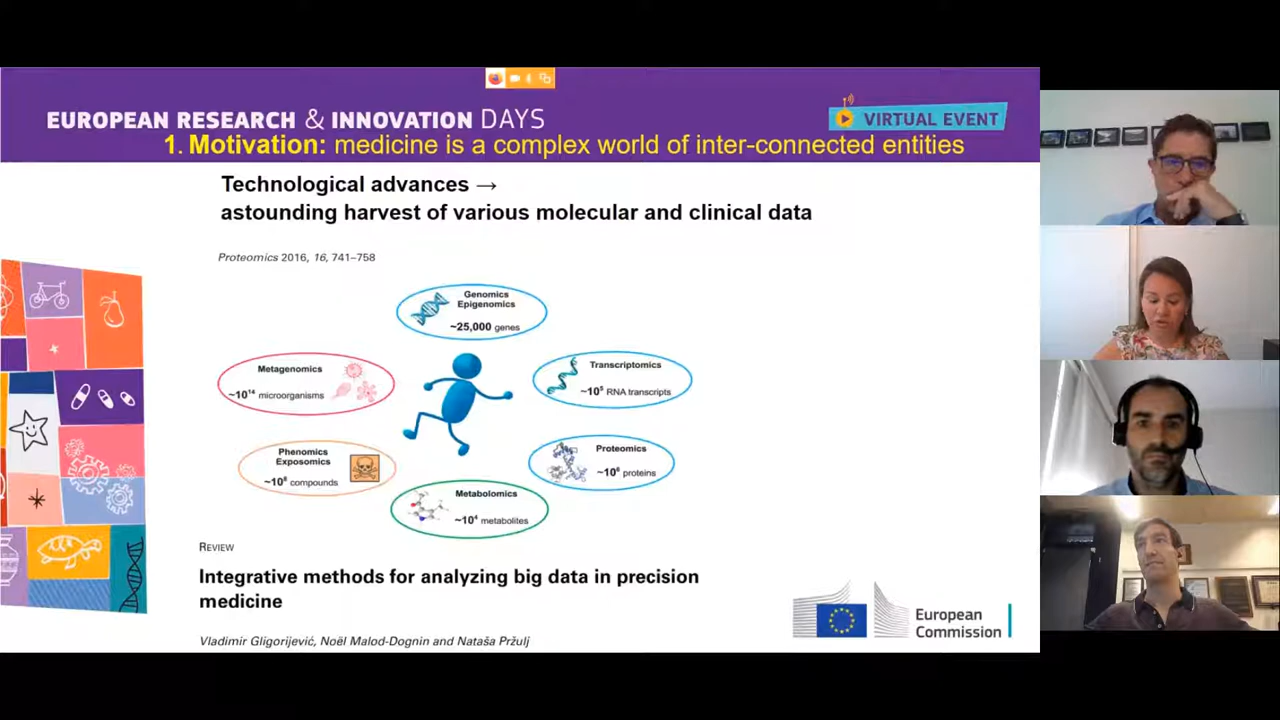 EUROPEAN RESEARCH & INNOVATION DAYS
VIRTUAL EVENT
1. Motivation: medicine is a complex world of inter-connected entities
Technological advances →
astounding harvest of various molecular and clinical data
Proteomics 2016, 16, 741–758
Genomics
Epigenomics
~25,000 genes
Metagenomics
~10¹⁴ microorganisms
Transcriptomics
~10⁵ RNA transcripts
Phenomics
Exposomics
~10⁶ compounds
Proteomics
~10⁶ proteins
Metabolomics
~10⁴ metabolites
REVIEW
Integrative methods for analyzing big data in precision
medicine
Vladimir Gligorijević, Noël Malod-Dognin and Nataša Pržulj
European
Commission